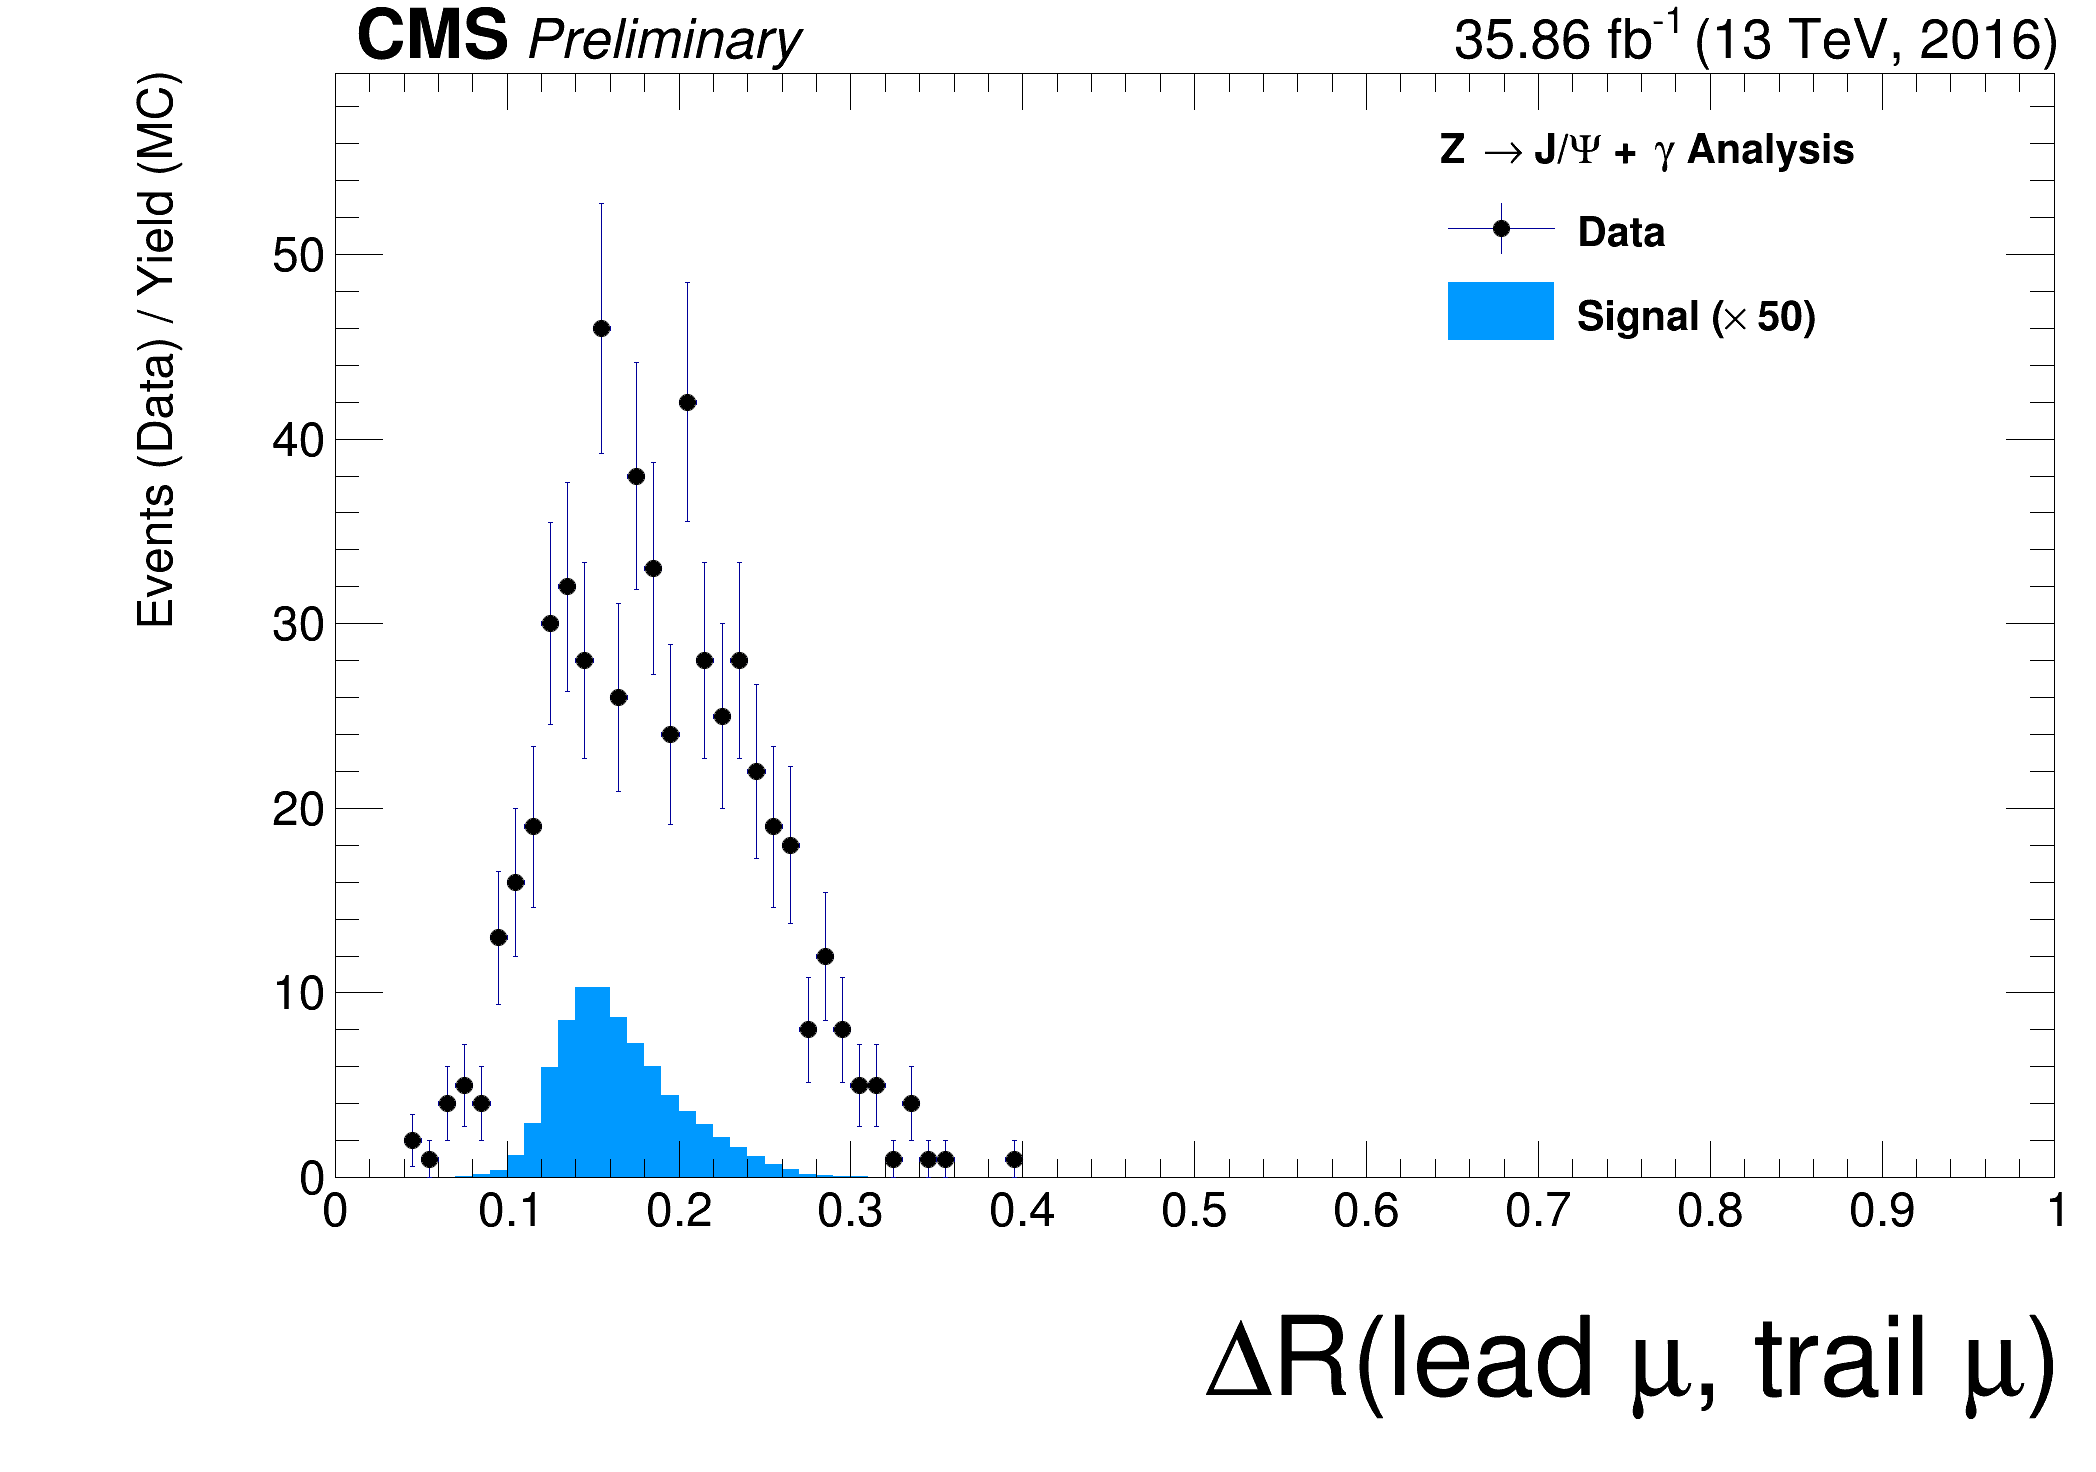 CMS Preliminary 35.86 fb⁻¹ (13 TeV, 2016)
Events (Data) / Yield (MC)
Z → J/Ψ + γ Analysis
Data
Signal (× 50)
50
40
30
20
10
0
0 0.1 0.2 0.3 0.4 0.5 0.6 0.7 0.8 0.9 1
ΔR(lead μ, trail μ)